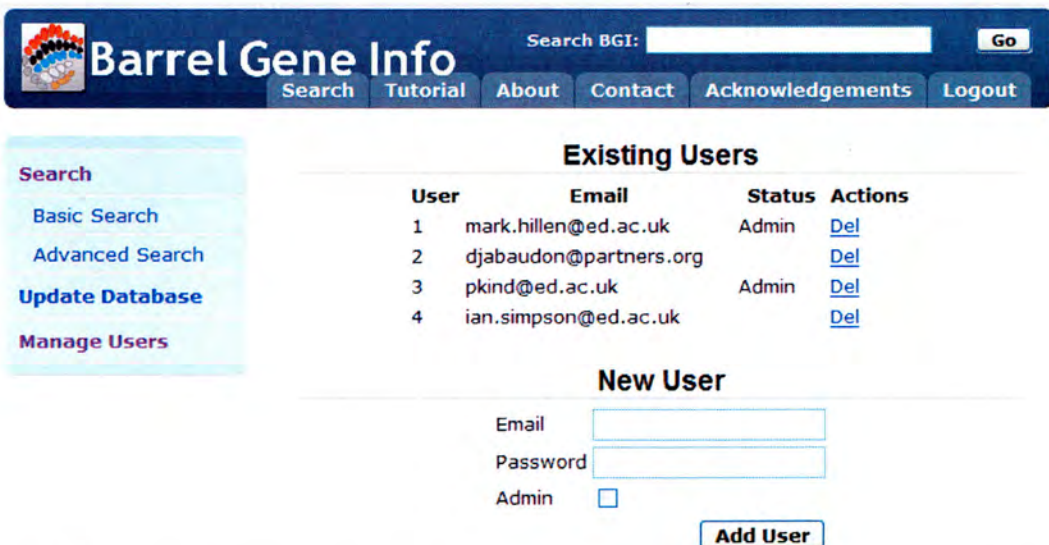 Barrel Gene Info
Search BGI: Go
Search Tutorial About Contact Acknowledgements Logout
Search
Basic Search
Advanced Search
Update Database
Manage Users
Existing Users
User Email Status Actions
1 mark.hillen@ed.ac.uk Admin Del
2 djabaudon@partners.org Del
3 pkind@ed.ac.uk Admin Del
4 ian.simpson@ed.ac.uk Del
New User
Email
Password
Admin
Add User